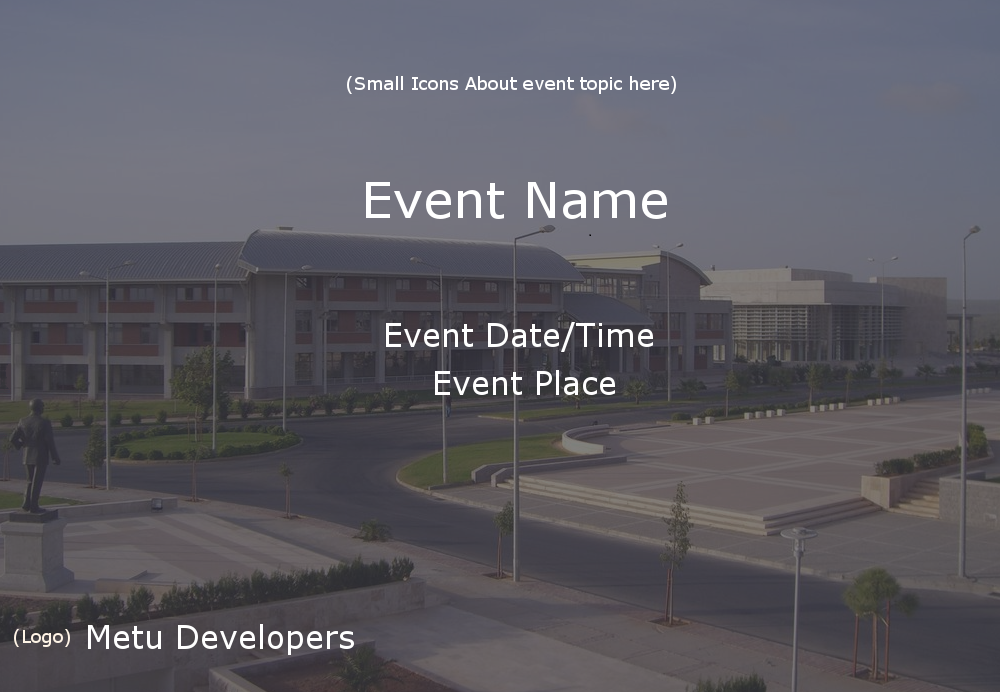 (Small Icons About event topic here)
Event Name
Event Date/Time
Event Place
(Logo) Metu Developers